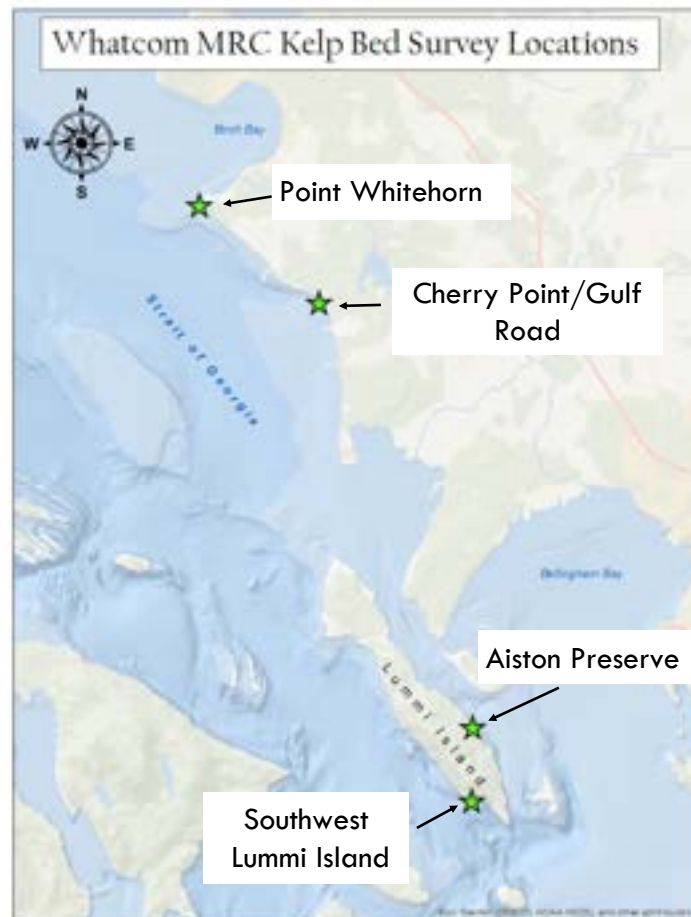 Whatcom MRC Kelp Bed Survey Locations
N
W E
S
Birch Bay
Point Whitehorn
Cherry Point/Gulf
Road
Strait of Georgia
Bellingham Bay
Aiston Preserve
Lummi Island
Southwest
Lummi Island